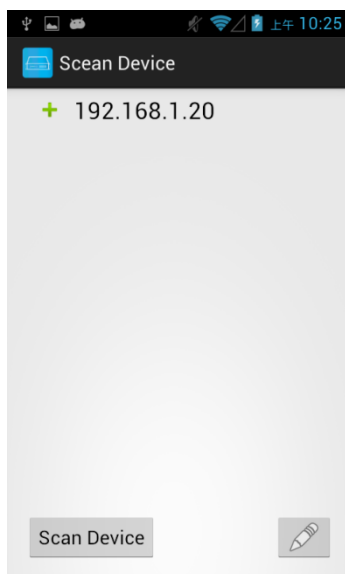 上午 10:25
Scean Device
+ 192.168.1.20
Scan Device